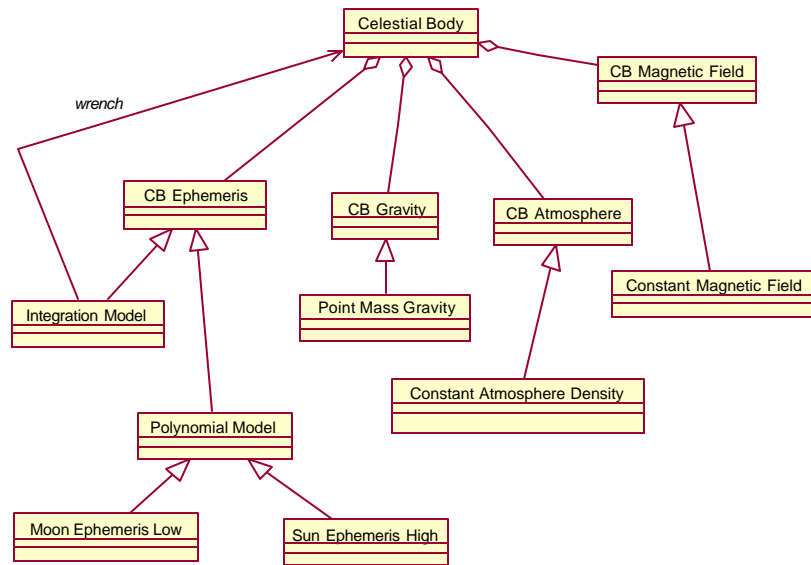 Celestial Body
CB Magnetic Field
wrench
CB Ephemeris
CB Gravity
CB Atmosphere
Integration Model
Point Mass Gravity
Constant Magnetic Field
Constant Atmosphere Density
Polynomial Model
Moon Ephemeris Low
Sun Ephemeris High